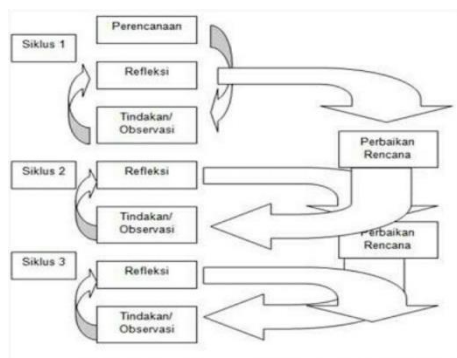 Perencanaan
Siklus 1
Refleksi
Tindakan/
Observasi
Perbaikan
Rencana
Siklus 2
Refleksi
Tindakan/
Observasi
Perbaikan
Rencana
Siklus 3
Refleksi
Tindakan/
Observasi